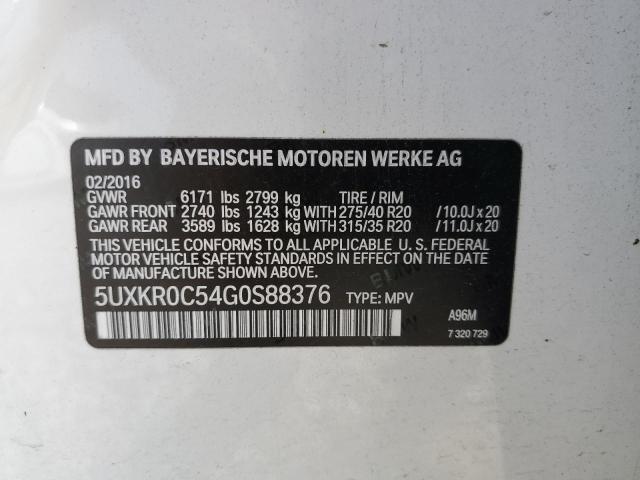 MFD BY BAYERISCHE MOTOREN WERKE AG
02/2016
GVWR 6171 lbs 2799 kg TIRE / RIM
GAWR FRONT 2740 lbs 1243 kg WITH 275/40 R20 /10.0J x 20
GAWR REAR 3589 lbs 1628 kg WITH 315/35 R20 /11.0J x 20
THIS VEHICLE CONFORMS TO ALL APPLICABLE U. S. FEDERAL
MOTOR VEHICLE SAFETY STANDARDS IN EFFECT ON THE
DATE OF MANUFACTURE SHOWN ABOVE.
5UXKR0C54G0S88376 TYPE: MPV
A96M
7 320 729